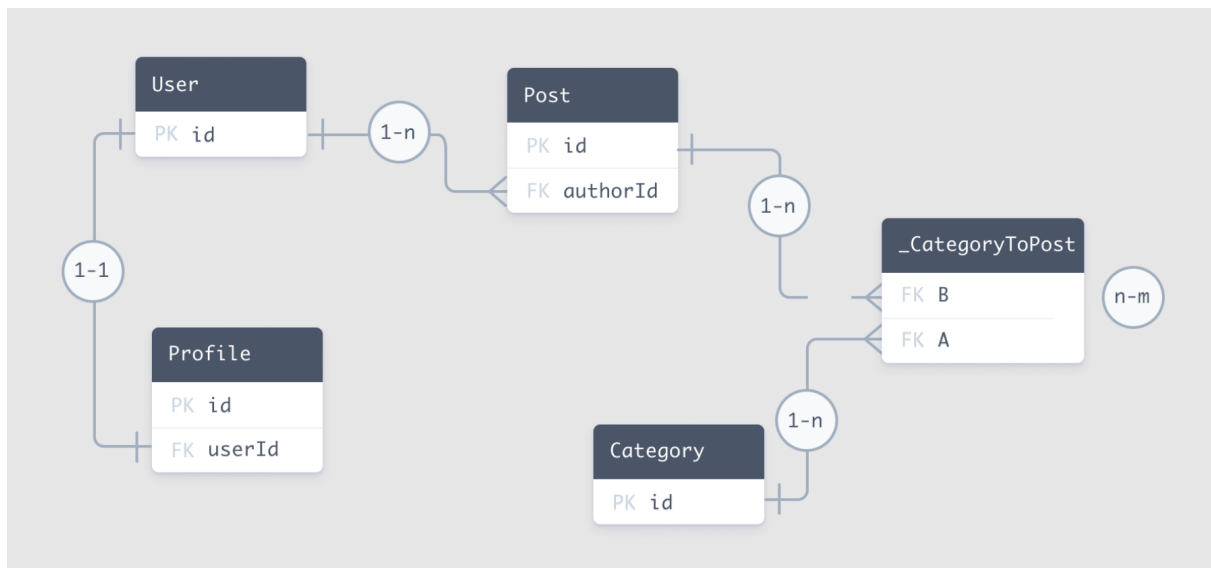 User
PK id
1-n
Post
PK id
FK authorId
1-n
_CategoryToPost
FK B
FK A
n-m
1-1
Profile
PK id
FK userId
1-n
Category
PK id